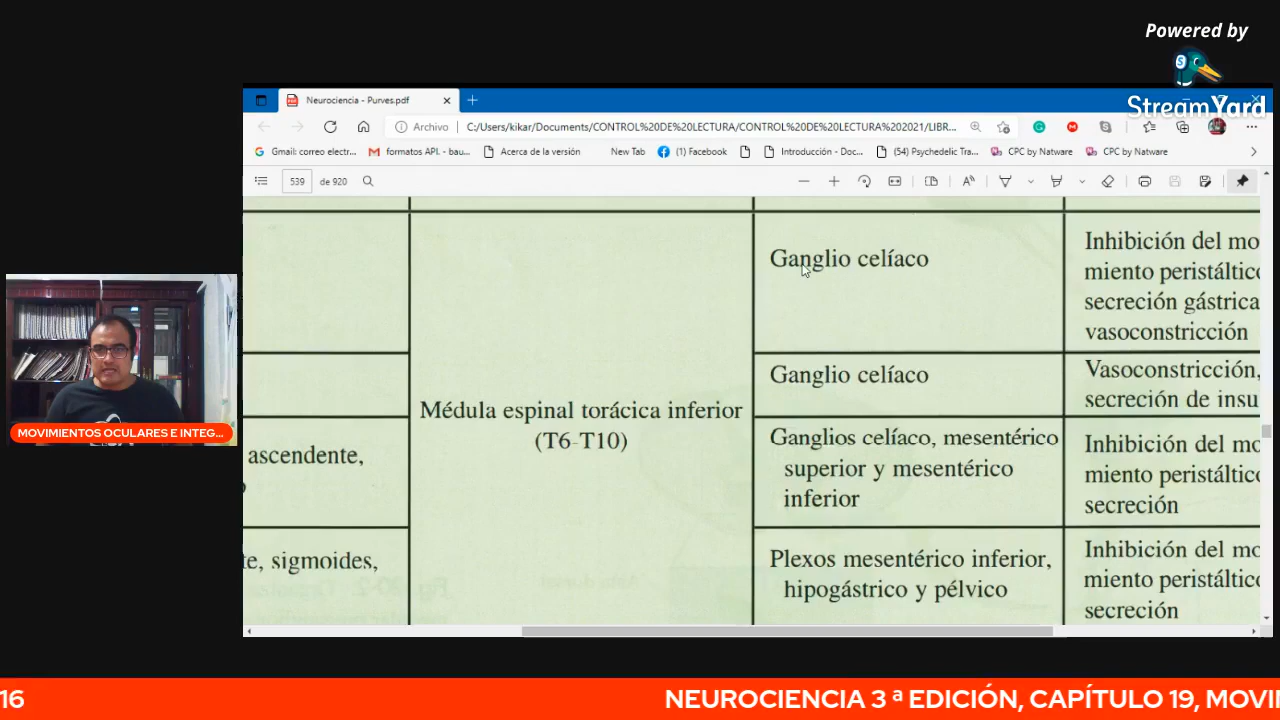 Powered by
StreamYard
Neurociencia - Purves.pdf
Archivo
C:/Users/kikar/Documents/CONTROL%20DE%20LECTURA/CONTROL%20DE%20LECTURA%202021/LIBR...
Gmail: correo electr...
formatos API. - bau...
Acerca de la versión
New Tab
(1) Facebook
Introducción - Doc...
(54) Psychedelic Tra...
CPC by Natware
CPC by Natware
539
de 920
Ganglio celíaco
Inhibición del mo
miento peristáltico
secreción gástrica
vasoconstricción
Ganglio celíaco
Vasoconstricción,
secreción de insu
Médula espinal torácica inferior
(T6-T10)
ascendente,
Ganglios celíaco, mesentérico
superior y mesentérico
inferior
Inhibición del mo
miento peristáltico
secreción
te, sigmoides,
Plexos mesentérico inferior,
hipogástrico y pélvico
Inhibición del mo
miento peristáltico
secreción
MOVIMIENTOS OCULARES E INTEG...
16
NEUROCIENCIA 3 ª EDICIÓN, CAPÍTULO 19, MOVI